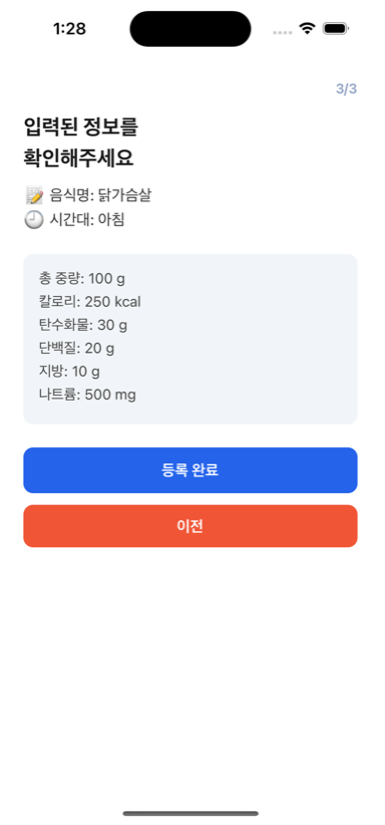 1:28
3/3
입력된 정보를
확인해주세요
음식명: 닭가슴살
시간대: 아침
총 중량: 100 g
칼로리: 250 kcal
탄수화물: 30 g
단백질: 20 g
지방: 10 g
나트륨: 500 mg
등록 완료
이전